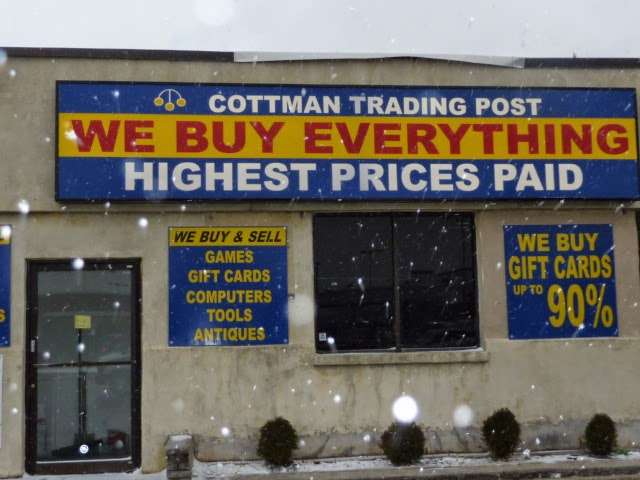 COTTMAN TRADING POST
WE BUY EVERYTHING
HIGHEST PRICES PAID
WE BUY & SELL
GAMES
GIFT CARDS
COMPUTERS
TOOLS
ANTIQUES
WE BUY
GIFT CARDS
UP TO 90%
S